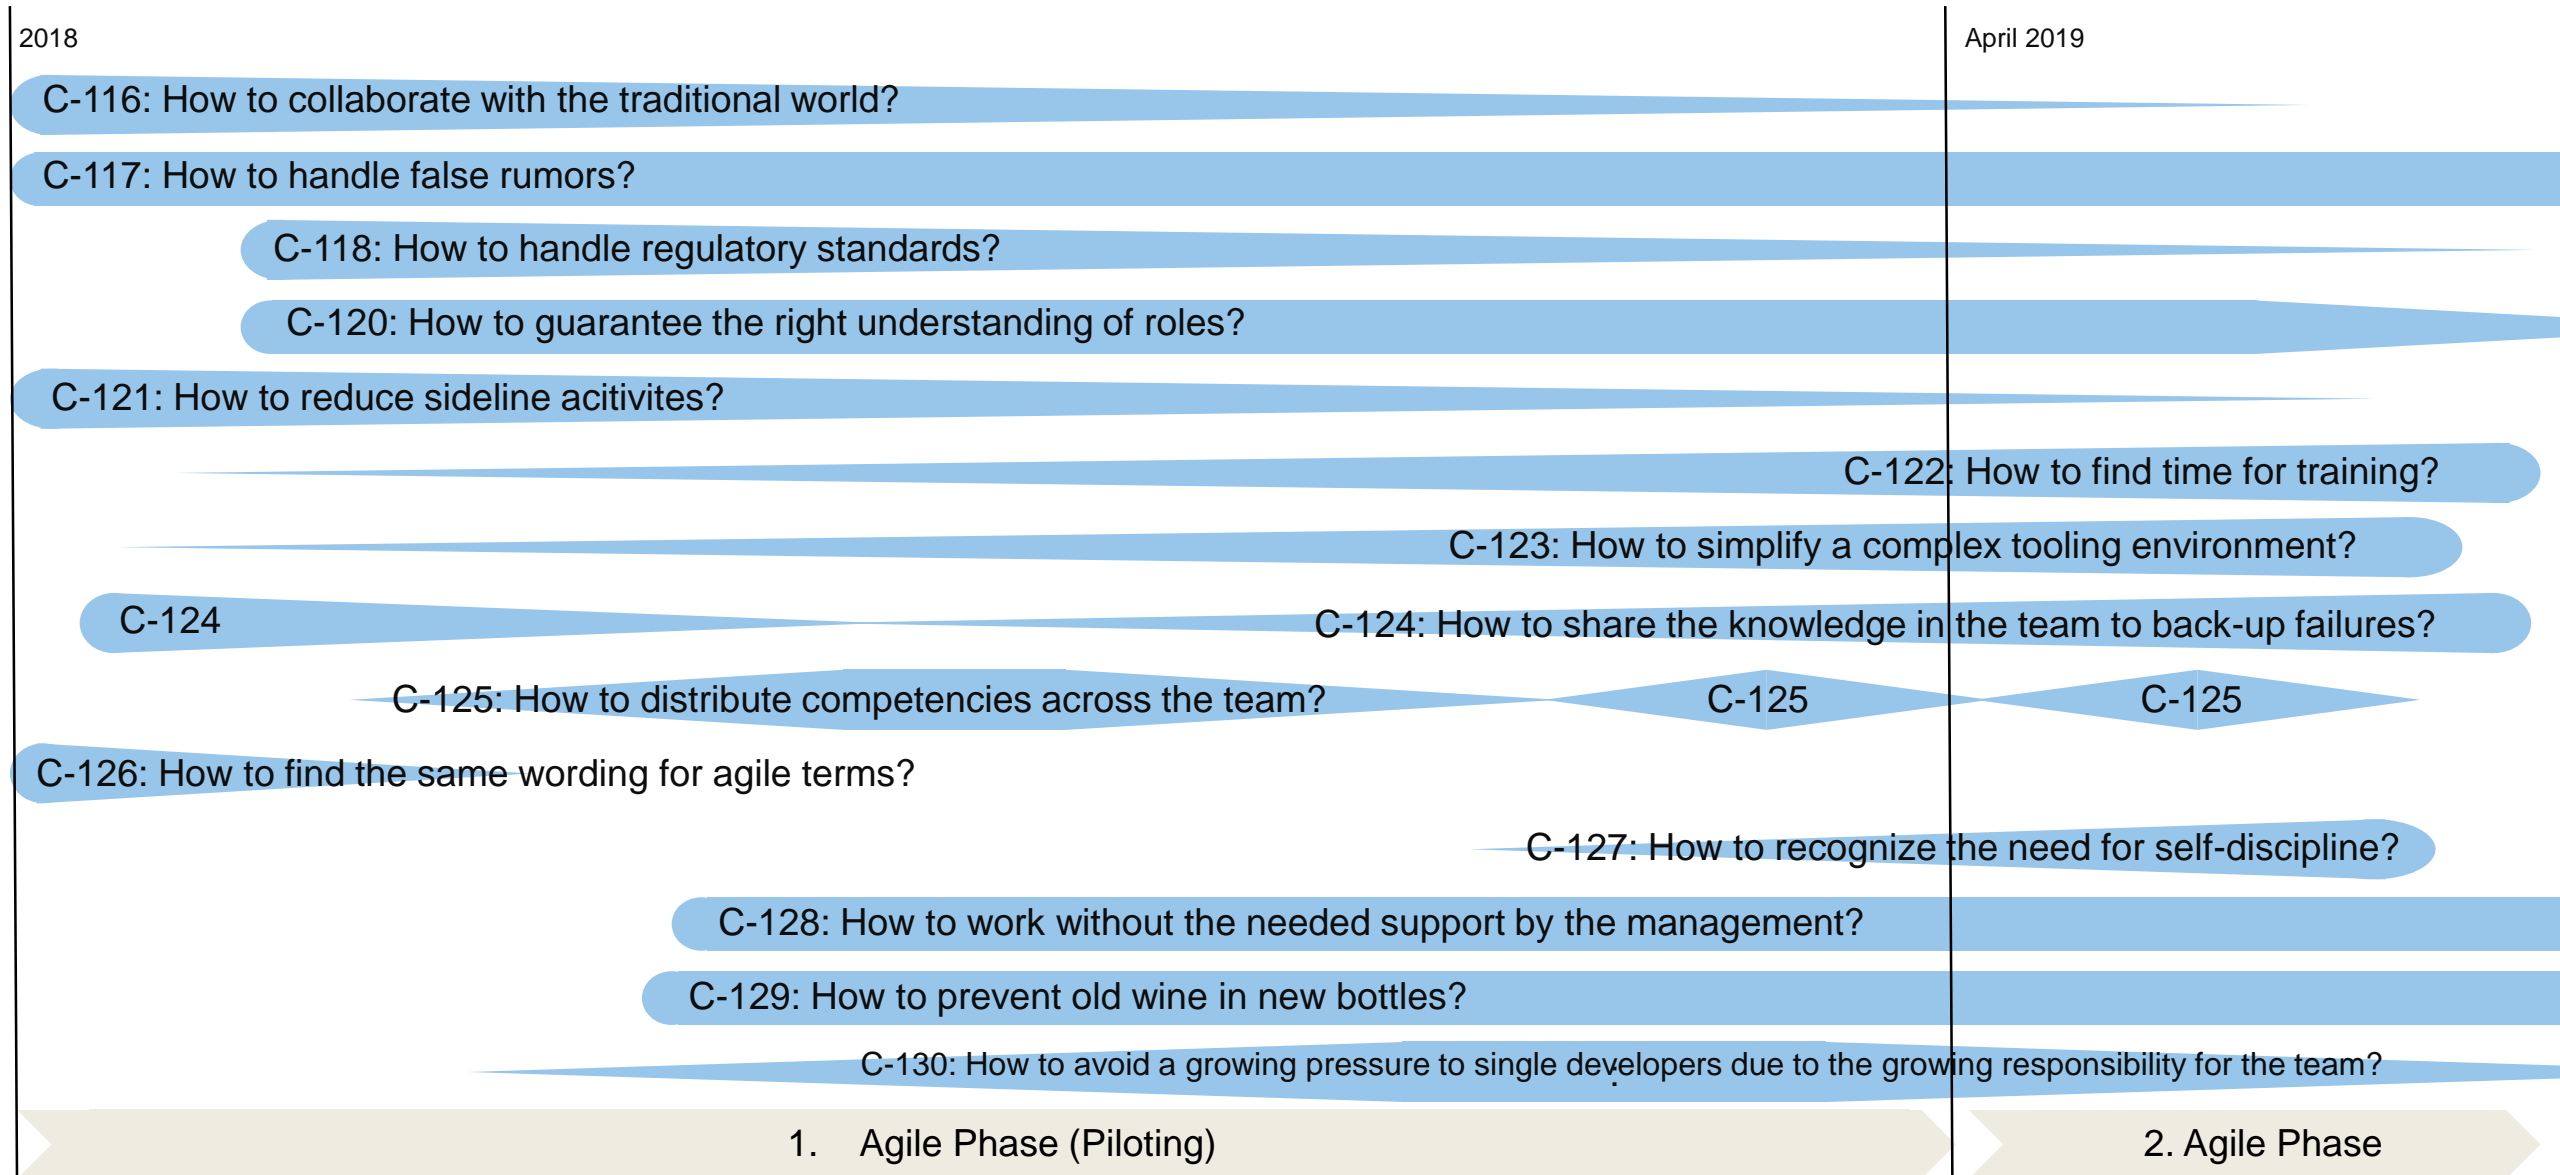 2018
April 2019
C-116: How to collaborate with the traditional world?
C-117: How to handle false rumors?
C-118: How to handle regulatory standards?
C-120: How to guarantee the right understanding of roles?
C-121: How to reduce sideline acitivites?
C-122: How to find time for training?
C-123: How to simplify a complex tooling environment?
C-124
C-124: How to share the knowledge in the team to back-up failures?
C-125: How to distribute competencies across the team?
C-125
C-125
C-126: How to find the same wording for agile terms?
C-127: How to recognize the need for self-discipline?
C-128: How to work without the needed support by the management?
C-129: How to prevent old wine in new bottles?
C-130: How to avoid a growing pressure to single developers due to the growing responsibility for the team?
:
1. Agile Phase (Piloting)
2. Agile Phase